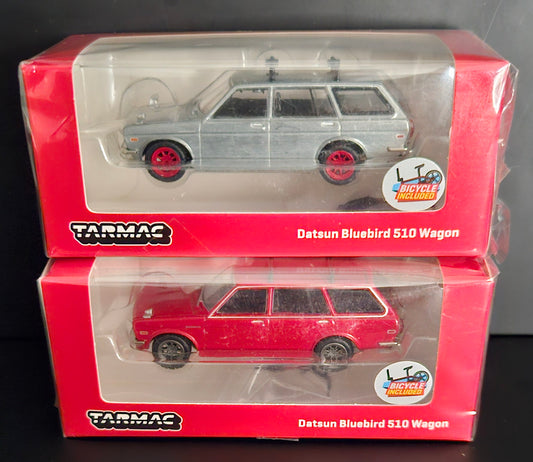 TARMAC
Datsun Bluebird 510 Wagon
BICYCLE
INCLUDED
TARMAC
Datsun Bluebird 510 Wagon
BICYCLE
INCLUDED